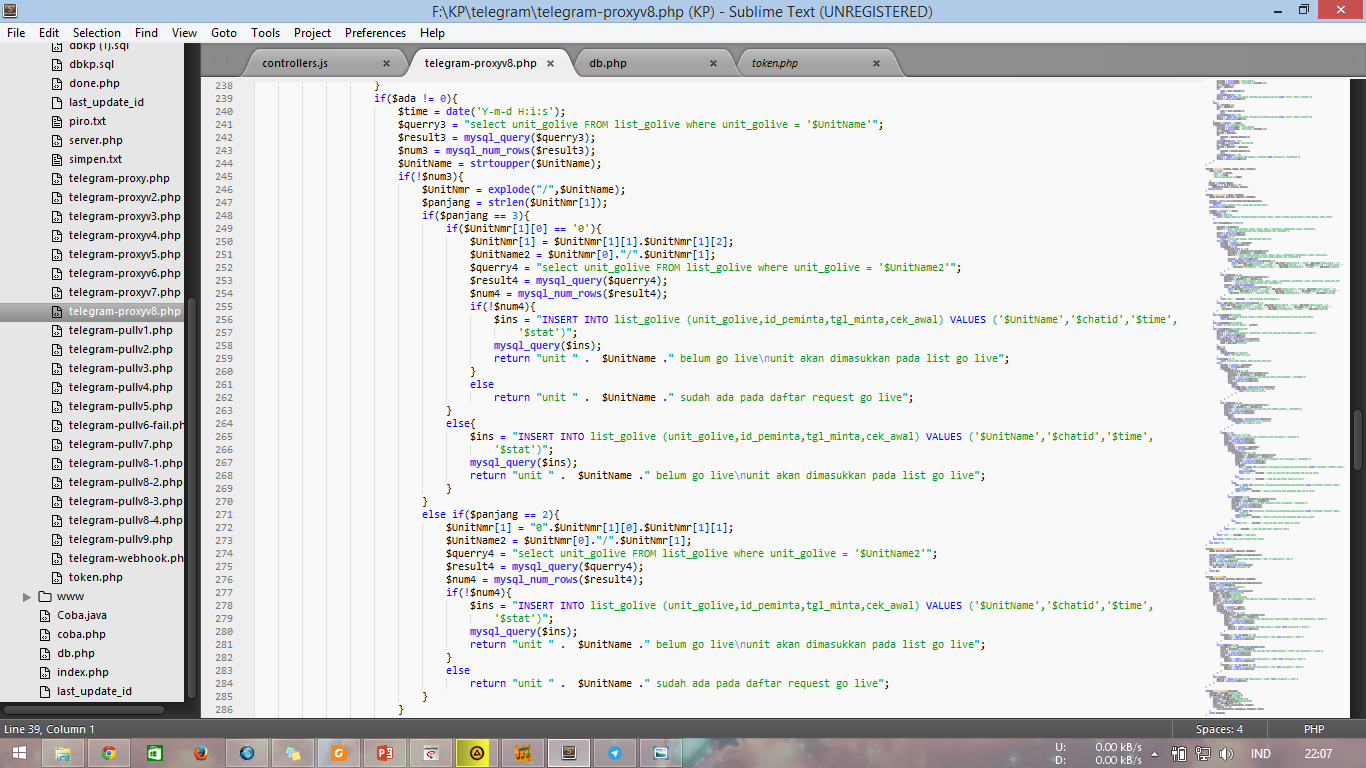 F:\KP\telegram\telegram-proxyv8.php (KP) - Sublime Text (UNREGISTERED)
File Edit Selection Find View Goto Tools Project Preferences Help
controllers.js × telegram-proxyv8.php × db.php × token.php ×
dbkp (1).sql
dbkp.sql
done.php
last_update_id
piro.txt
server.php
simpen.txt
telegram-proxy.php
telegram-proxyv2.php
telegram-proxyv3.php
telegram-proxyv4.php
telegram-proxyv5.php
telegram-proxyv6.php
telegram-proxyv7.php
telegram-proxyv8.php
telegram-pullv1.php
telegram-pullv2.php
telegram-pullv3.php
telegram-pullv4.php
telegram-pullv5.php
telegram-pullv6-fail.ph
telegram-pullv7.php
telegram-pullv8-1.php
telegram-pullv8-2.php
telegram-pullv8-3.php
telegram-pullv8-4.php
telegram-pullv9.php
telegram-webhook.ph
token.php
www
Coba.java
coba.php
db.php
index.php
last_update_id
238 }
239 if($ada != 0){
240 $time = date('Y-m-d H:i:s');
241 $querry3 = "select unit_golive FROM list_golive where unit_golive = '$UnitName'";
242 $result3 = mysql_query($querry3);
243 $num3 = mysql_num_rows($result3);
244 $UnitName = strtoupper($UnitName);
245 if(!$num3){
246 $UnitNmr = explode("/",$UnitName);
247 $panjang = strlen($UnitNmr[1]);
248 if($panjang == 3){
249 if($UnitNmr[1][0] == '0'){
250 $UnitNmr[1] = $UnitNmr[1][1].$UnitNmr[1][2];
251 $UnitName2 = $UnitNmr[0]."/".$UnitNmr[1];
252 $querry4 = "select unit_golive FROM list_golive where unit_golive = '$UnitName2'";
253 $result4 = mysql_query($querry4);
254 $num4 = mysql_num_rows($result4);
255 if(!$num4){
256 $ins = "INSERT INTO list_golive (unit_golive,id_peminta,tgl_minta,cek_awal) VALUES ('$UnitName','$chatid','$time',
257 '$stat')";
258 mysql_query($ins);
259 return "unit " . $UnitName ." belum go live\nunit akan dimasukkan pada list go live";
260 }
261 else
262 return "unit " . $UnitName ." sudah ada pada daftar request go live";
263 }
264 else{
265 $ins = "INSERT INTO list_golive (unit_golive,id_peminta,tgl_minta,cek_awal) VALUES ('$UnitName','$chatid','$time',
266 '$stat')";
267 mysql_query($ins);
268 return "unit " . $UnitName ." belum go live\nunit akan dimasukkan pada list go live";
269 }
270 }
271 else if($panjang == 2){
272 $UnitNmr[1] = "0".$UnitNmr[1][0].$UnitNmr[1][1];
273 $UnitName2 = $UnitNmr[0]."/".$UnitNmr[1];
274 $querry4 = "select unit_golive FROM list_golive where unit_golive = '$UnitName2'";
275 $result4 = mysql_query($querry4);
276 $num4 = mysql_num_rows($result4);
277 if(!$num4){
278 $ins = "INSERT INTO list_golive (unit_golive,id_peminta,tgl_minta,cek_awal) VALUES ('$UnitName','$chatid','$time',
279 '$stat')";
280 mysql_query($ins);
281 return "unit " . $UnitName ." belum go live\nunit akan dimasukkan pada list go live";
282 }
283 else
284 return "unit " . $UnitName ." sudah ada pada daftar request go live";
285 }
286 }
Line 39, Column 1 Spaces: 4 PHP
U: 0.00 kB/s
D: 0.00 kB/s
IND 22:07